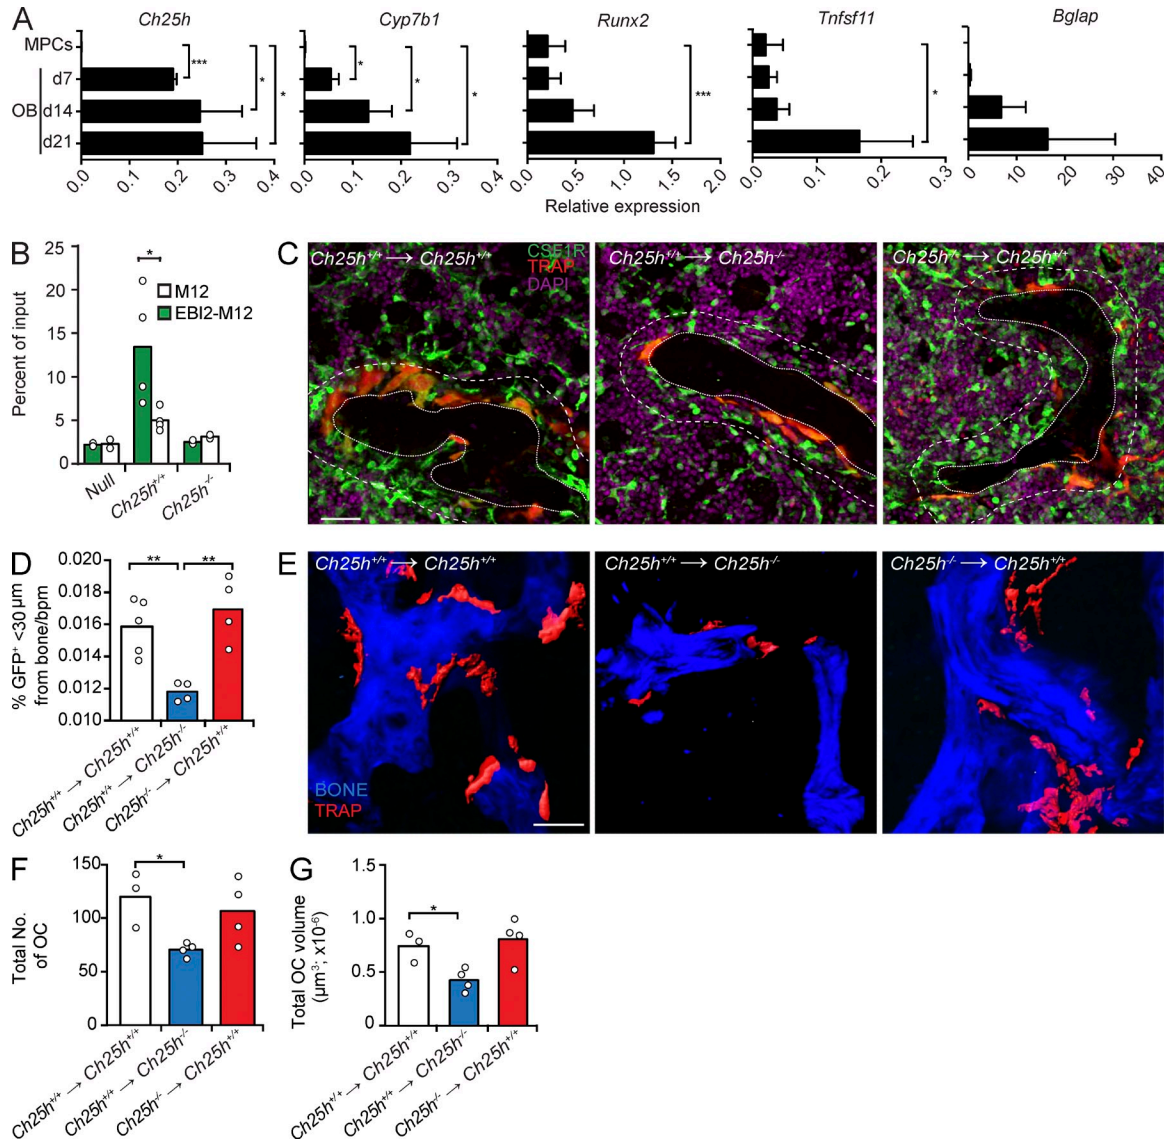 A
Ch25h
Cyp7b1
Runx2
Tnfsf11
Bglap
MPCs
d7
OB d14
d21
*** * *
* * *
***
*
0.0 0.1 0.2 0.3 0.4
0.0 0.1 0.2 0.3 0.4
0.0 0.5 1.0 1.5 2.0
0.0 0.1 0.2 0.3
0 10 20 30 40
Relative expression
B
Percent of input
25
20
15
10
5
0
*
M12
EBI2-M12
Null
Ch25h+/+
Ch25h-/-
C
Ch25h+/+ → Ch25h+/+
CSF1R
TRAP
DAPI
Ch25h+/+ → Ch25h-/-
Ch25h-/- → Ch25h+/+
D
% GFP+ <30 µm
from bone/bpm
0.020
0.018
0.016
0.014
0.012
0.010
** **
Ch25h+/+ → Ch25h+/+
Ch25h+/+ → Ch25h-/-
Ch25h-/- → Ch25h+/+
E
Ch25h+/+ → Ch25h+/+
Ch25h+/+ → Ch25h-/-
Ch25h-/- → Ch25h+/+
BONE
TRAP
F
Total No.
of OC
150
100
50
0
*
Ch25h+/+ → Ch25h+/+
Ch25h+/+ → Ch25h-/-
Ch25h-/- → Ch25h+/+
G
Total OC volume
(µm3; x10-6)
1.5
1.0
0.5
0
*
Ch25h+/+ → Ch25h+/+
Ch25h+/+ → Ch25h-/-
Ch25h-/- → Ch25h+/+